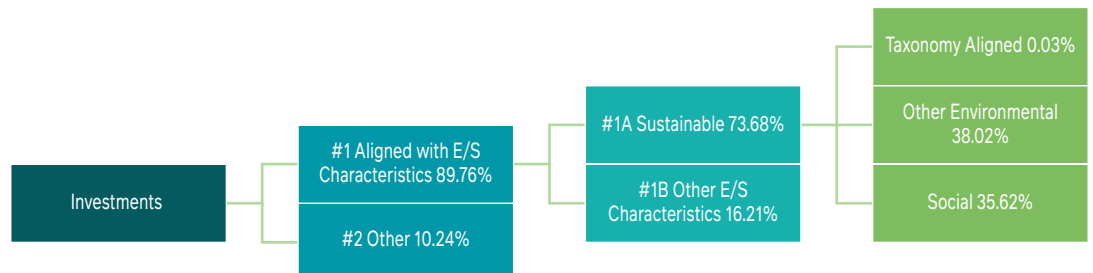 Investments
#1 Aligned with E/S
Characteristics 89.76%
#2 Other 10.24%
#1A Sustainable 73.68%
#1B Other E/S
Characteristics 16.21%
Taxonomy Aligned 0.03%
Other Environmental
38.02%
Social 35.62%